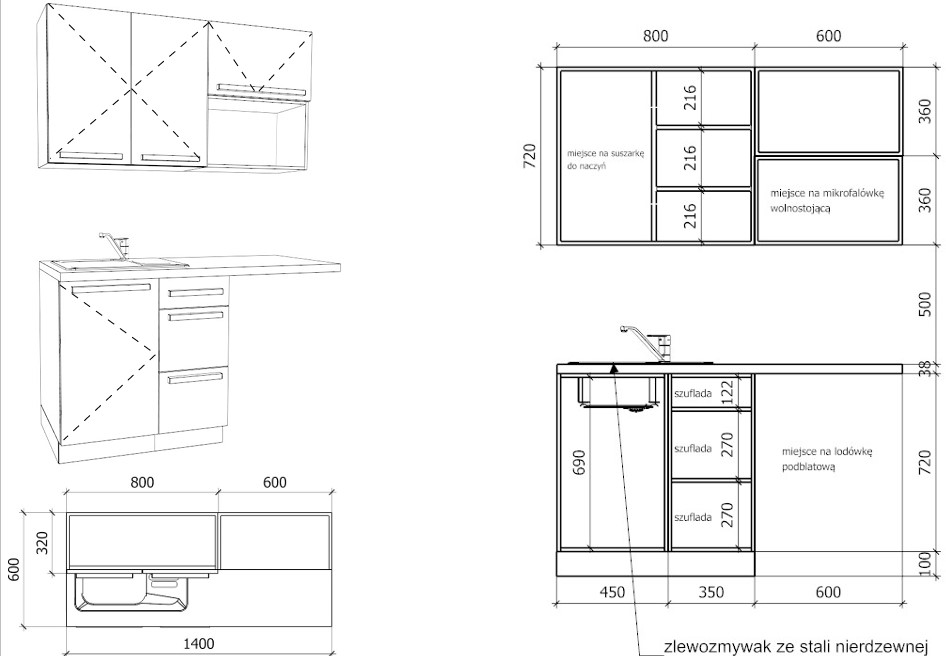 800
600
216
360
720
miejsce na suszarkę
do naczyń
216
miejsce na mikrofalówkę
wolnostojącą
360
216
500
38
szuflada
122
690
szuflada
270
miejsce na lodówkę
podblatową
720
szuflada
270
100
450
350
600
zlewozmywak ze stali nierdzewnej
800
600
320
600
1400